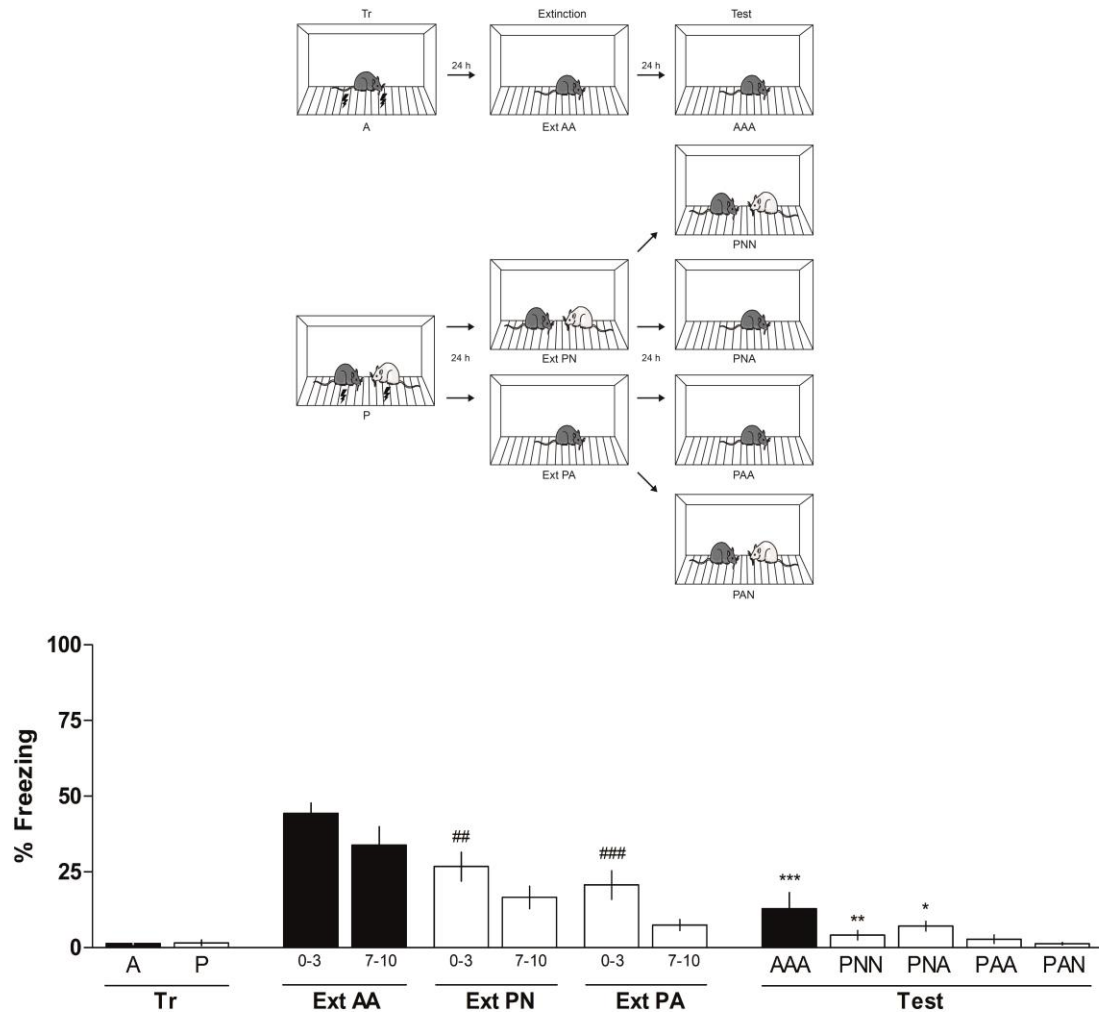 Tr Extinction Test
24 h 24 h
A Ext AA AAA
PNN
Ext PN PNA
24 h 24 h
P
Ext PA PAA
PAN
% Freezing
100
75
50
25
0
## ### *** ** *
A P 0-3 7-10 0-3 7-10 0-3 7-10 AAA PNN PNA PAA PAN
Tr Ext AA Ext PN Ext PA Test